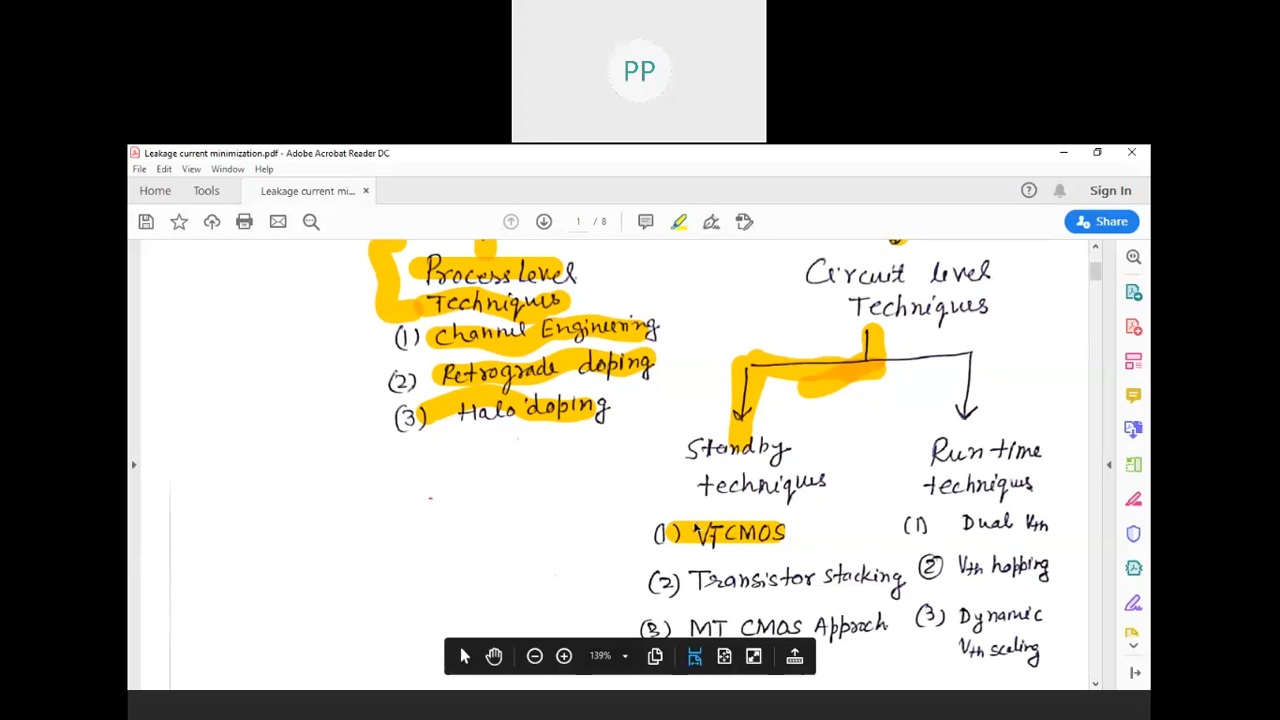 PP
Leakage current minimization.pdf - Adobe Acrobat Reader DC
File Edit View Window Help
Home Tools Leakage current mi... × Sign In
1 / 8 Share
Process level
Techniques
(1) Channel Engineering
(2) Retrograde doping
(3) Halo doping
Circuit level
Techniques
Standby
techniques
(1) VTCMOS
(2) Transistor stacking
(3) MT CMOS Approch
Run time
techniques
(1) Dual Vth
(2) Vth hopping
(3) Dynamic
Vth scaling
139%